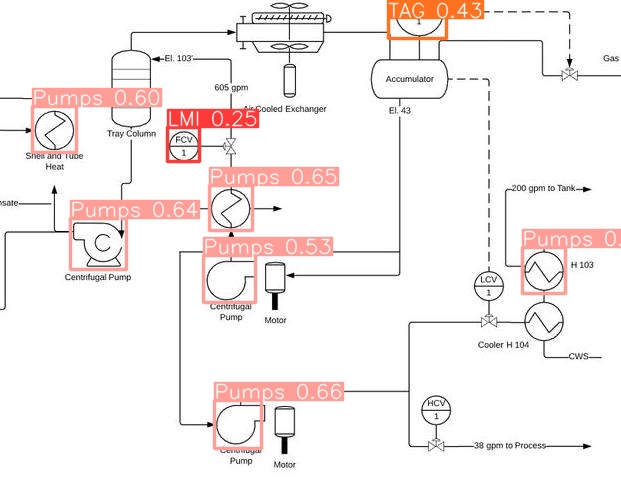 TAG 0.43
1
Gas
El. 103'
605 gpm
Accumulator
Air Cooled Exchanger
Pumps 0.60
LMI 0.25
El. 43
Tray Column
FCV
1
Shell and Tube
Heat
Pumps 0.65
200 gpm to Tank
nsate
Pumps 0.64
Pumps 0.
Pumps 0.53
C
H 103
Centrifugal Pump
LCV
1
Centrifugal
Pump
Motor
Cooler H 104
CWS
Pumps 0.66
HCV
1
38 gpm to Process
Centrifugal
Pump
Motor